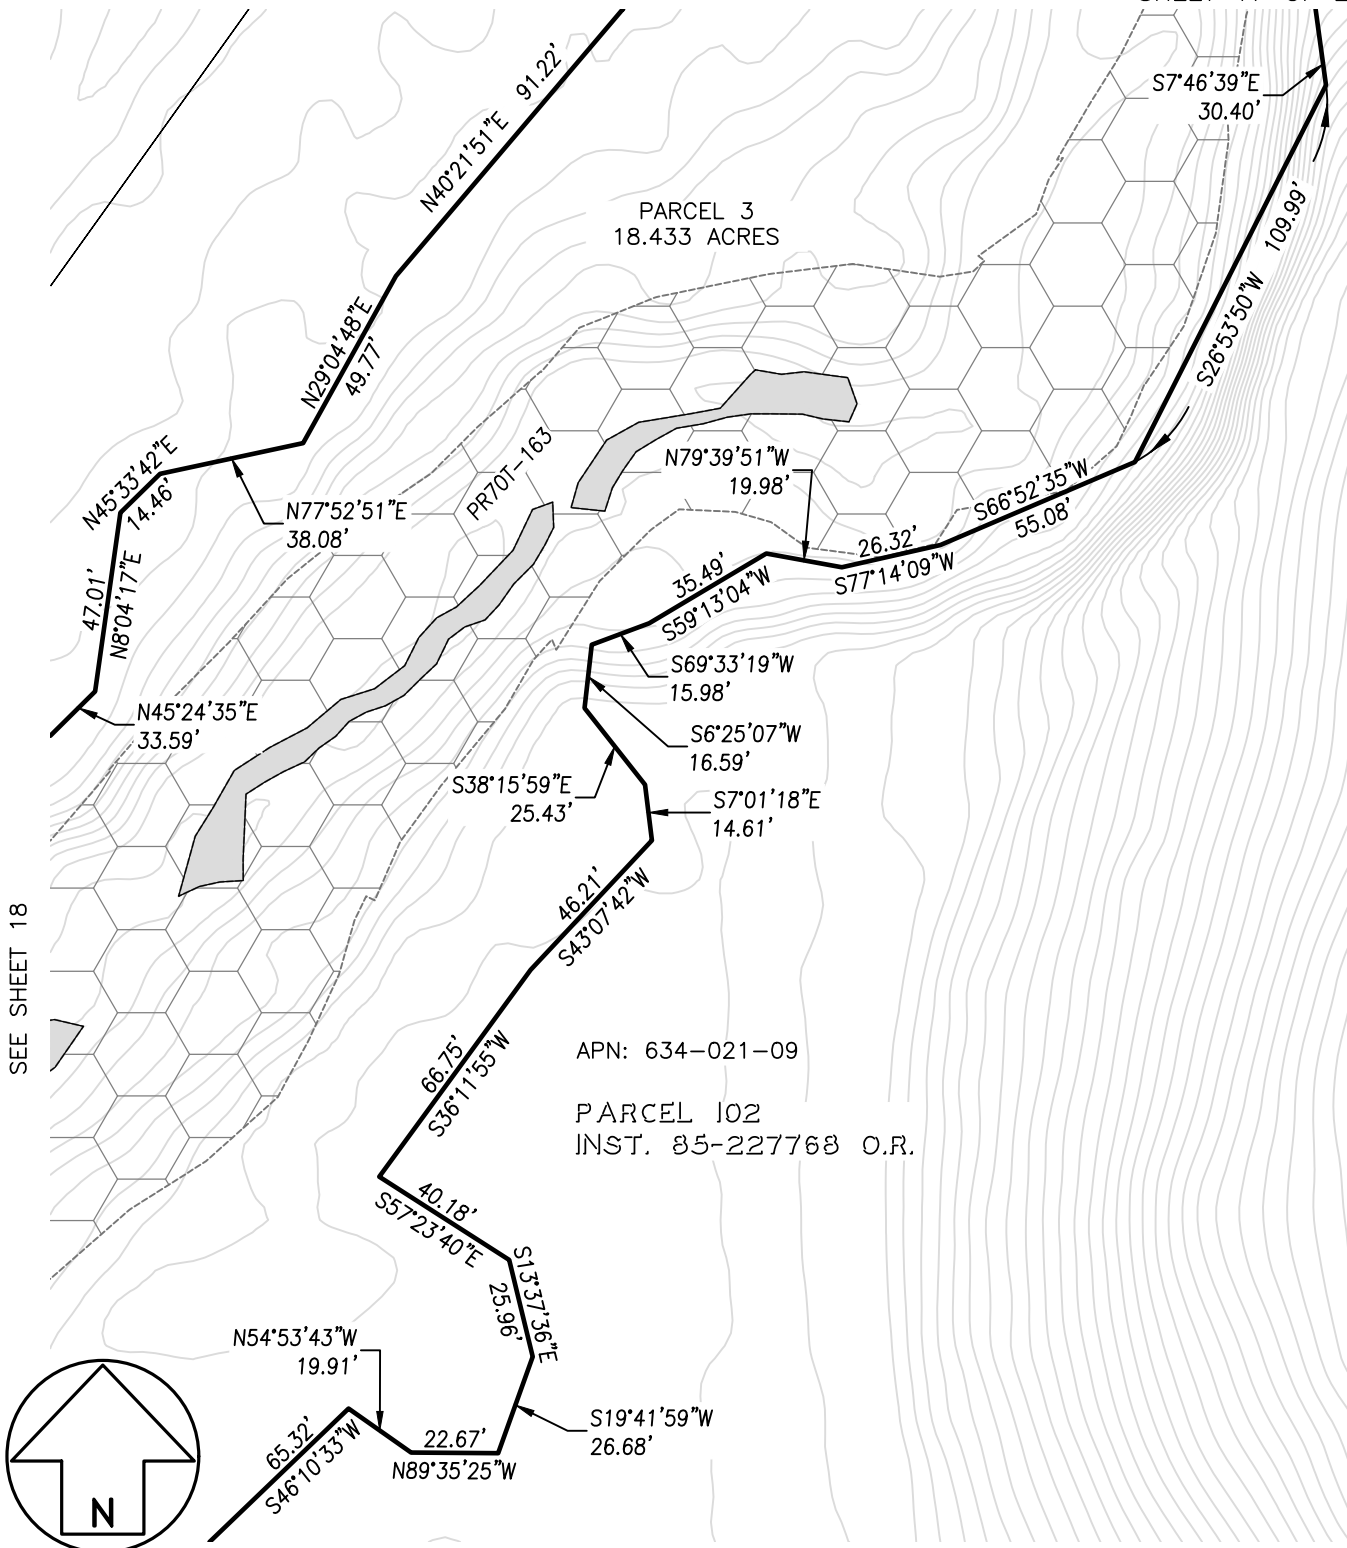 S7°46'39"E
30.40'
N40°21'51"E 91.22'
PARCEL 3
18.433 ACRES
109.99'
S26°53'50"W
N29°04'48"E
49.77'
N45°33'42"E
14.46'
N77°52'51"E
38.08'
PR70T-163
N79°39'51"W
19.98'
S66°52'35"W
55.08'
26.32'
S77°14'09"W
35.49'
S59°13'04"W
47.01'
N8°04'17"E
S69°33'19"W
15.98'
N45°24'35"E
33.59'
S6°25'07"W
16.59'
S38°15'59"E
25.43'
S7°01'18"E
14.61'
46.21'
S43°07'42"W
SEE SHEET 18
66.75'
S36°11'55"W
APN: 634-021-09
PARCEL 102
INST. 85-227768 O.R.
40.18'
S57°23'40"E
S13°37'36"E
25.96'
N54°53'43"W
19.91'
S19°41'59"W
26.68'
65.32'
S46°10'33"W
22.67'
N89°35'25"W
N